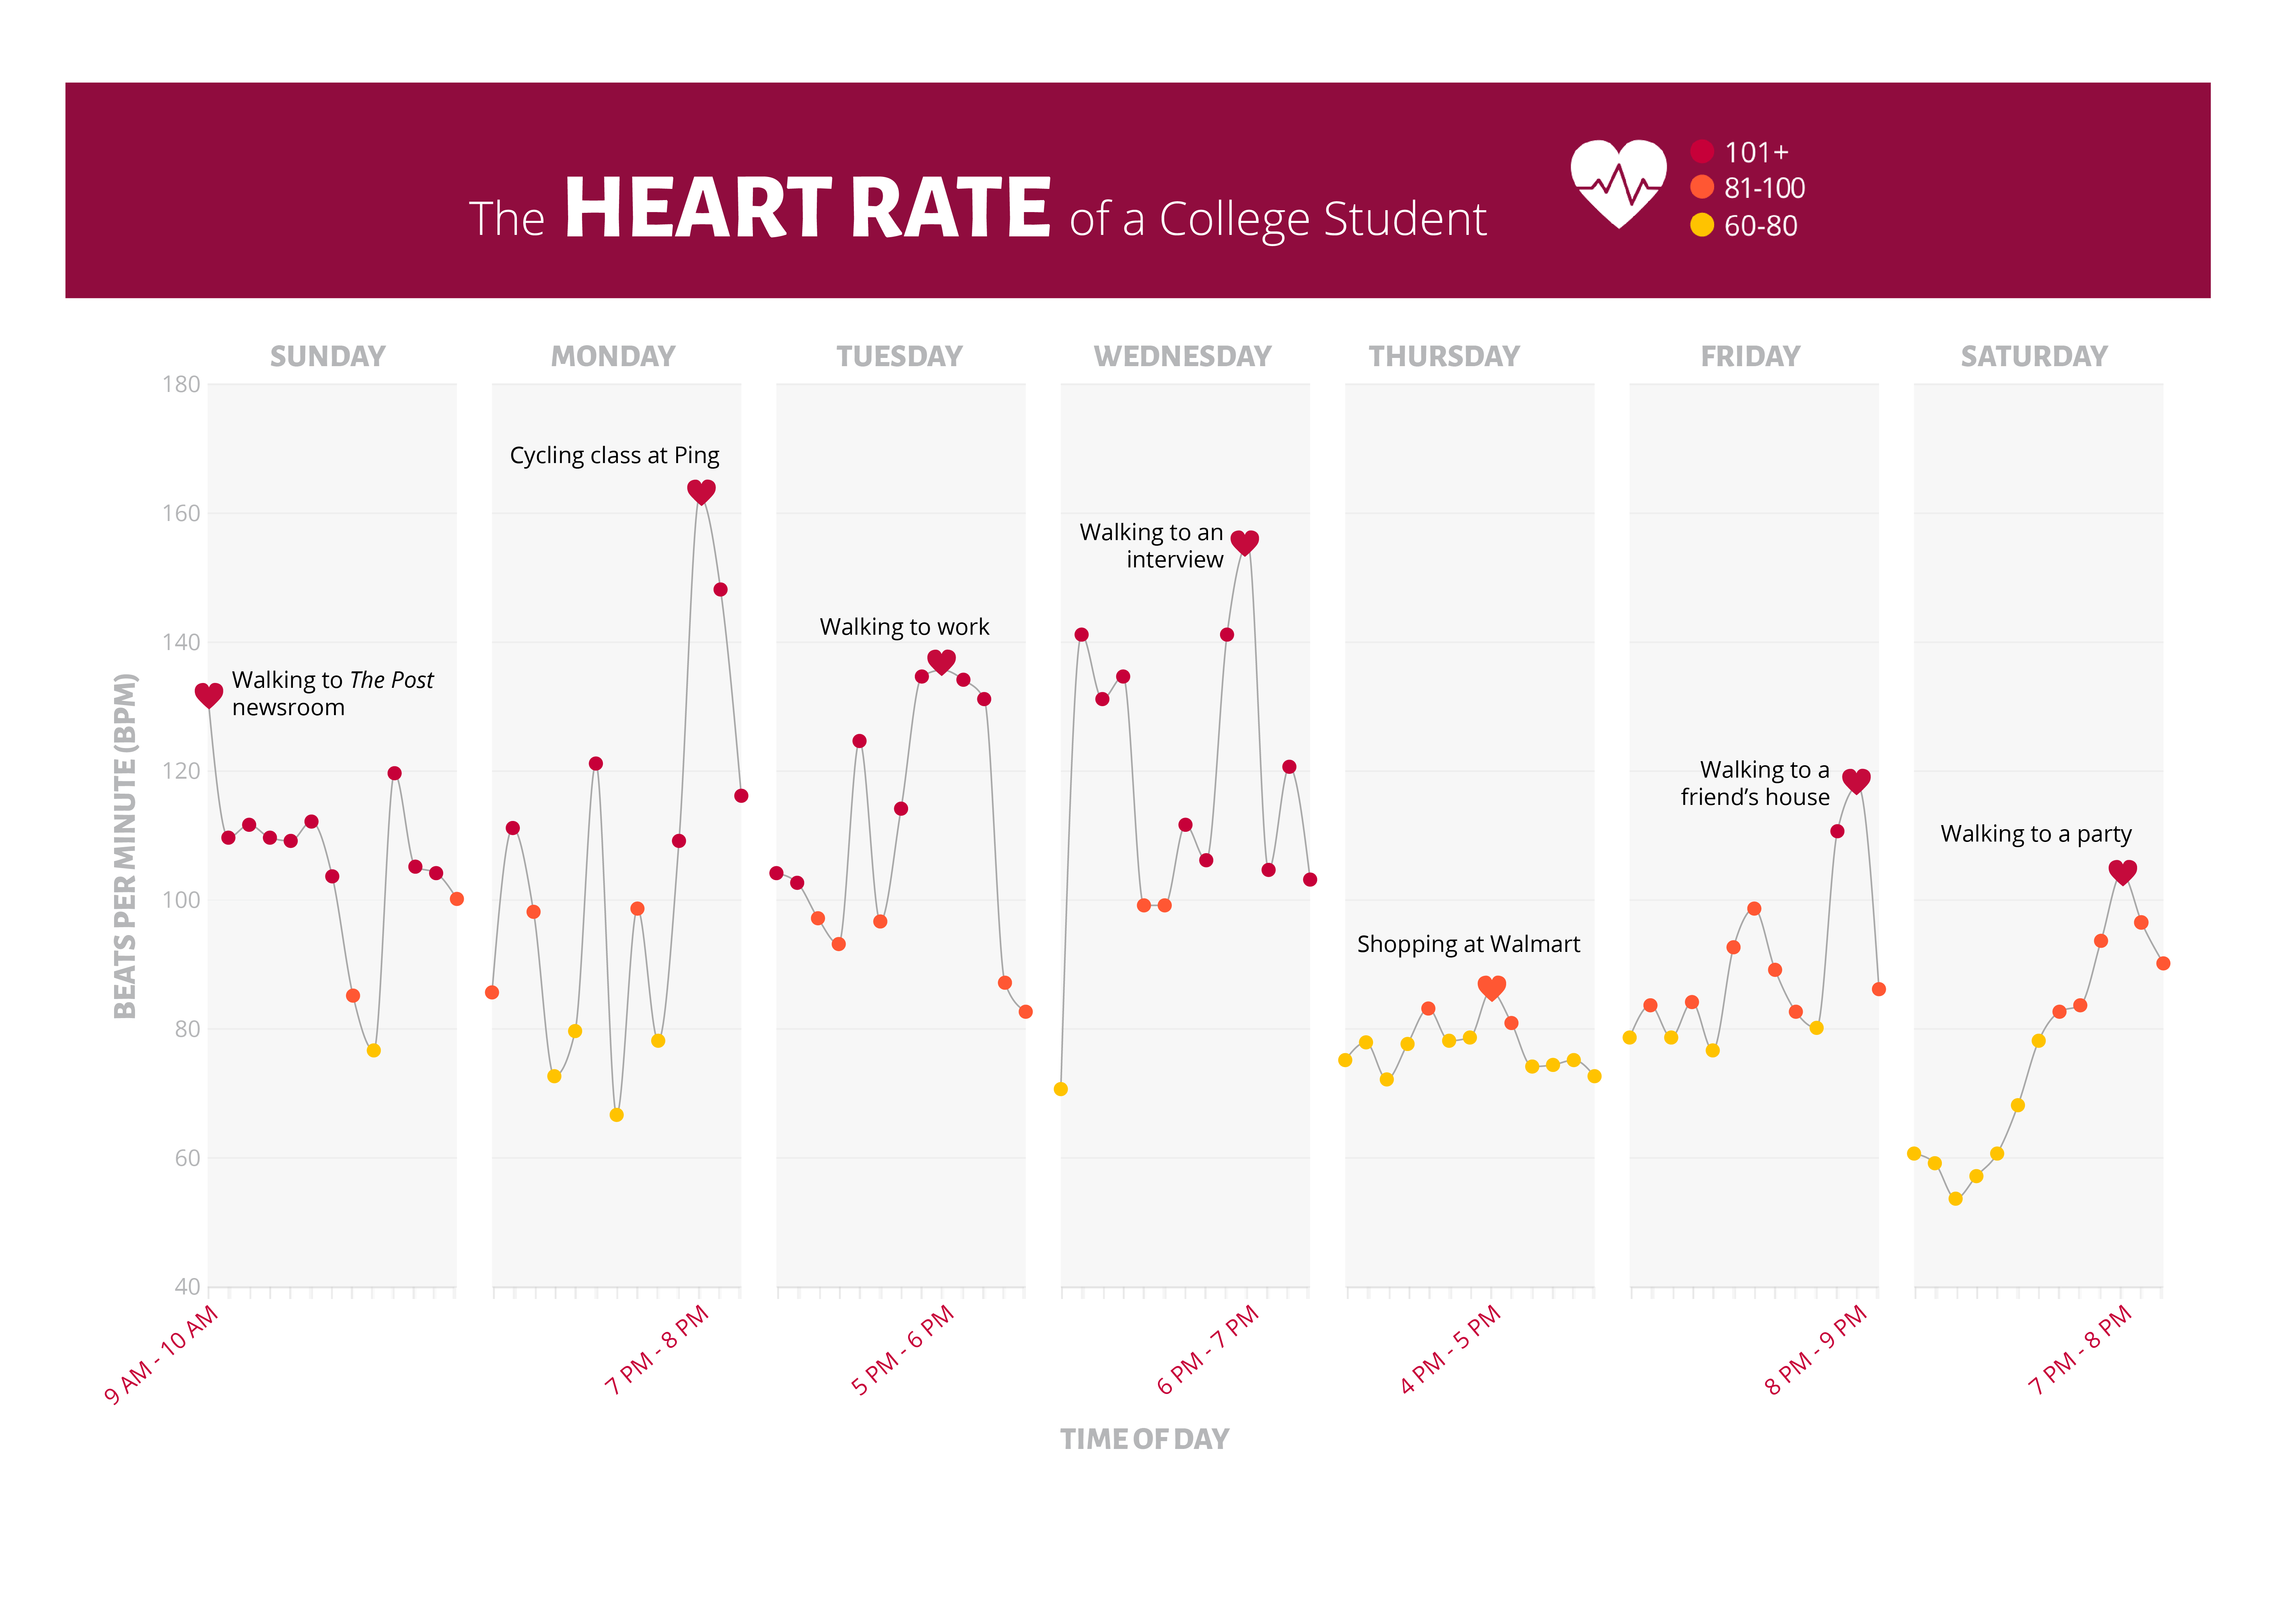 The HEART RATE of a College Student
101+
81-100
60-80
SUNDAY
MONDAY
TUESDAY
WEDNESDAY
THURSDAY
FRIDAY
SATURDAY
BEATS PER MINUTE (BPM)
180
160
140
120
100
80
60
40
Walking to The Post
newsroom
Cycling class at Ping
Walking to work
Walking to an
interview
Shopping at Walmart
Walking to a
friend’s house
Walking to a party
9 AM - 10 AM
7 PM - 8 PM
5 PM - 6 PM
6 PM - 7 PM
4 PM - 5 PM
8 PM - 9 PM
7 PM - 8 PM
TIME OF DAY